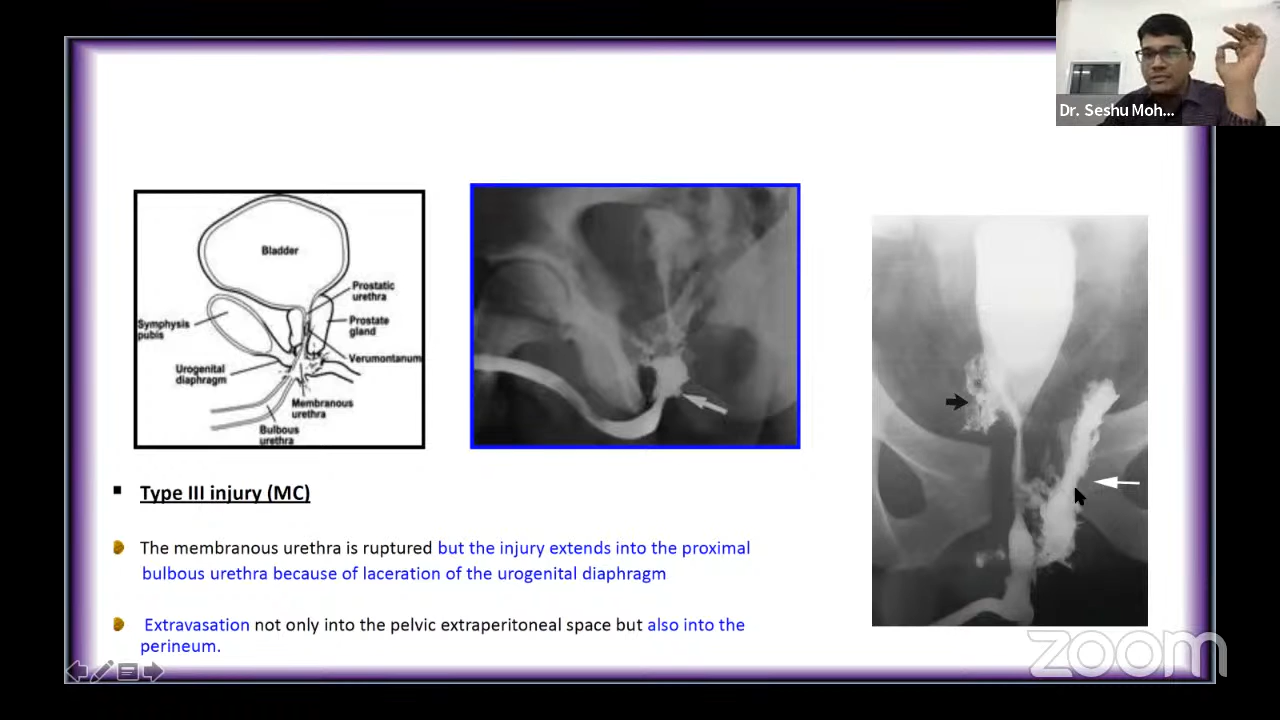 Dr. Seshu Moh...
Bladder
Prostatic
urethra
Symphysis
pubis
Prostate
gland
Verumontanum
Urogenital
diaphragm
Membranous
urethra
Bulbous
urethra
Type III injury (MC)
The membranous urethra is ruptured but the injury extends into the proximal
bulbous urethra because of laceration of the urogenital diaphragm
Extravasation not only into the pelvic extraperitoneal space but also into the
perineum.
zoom